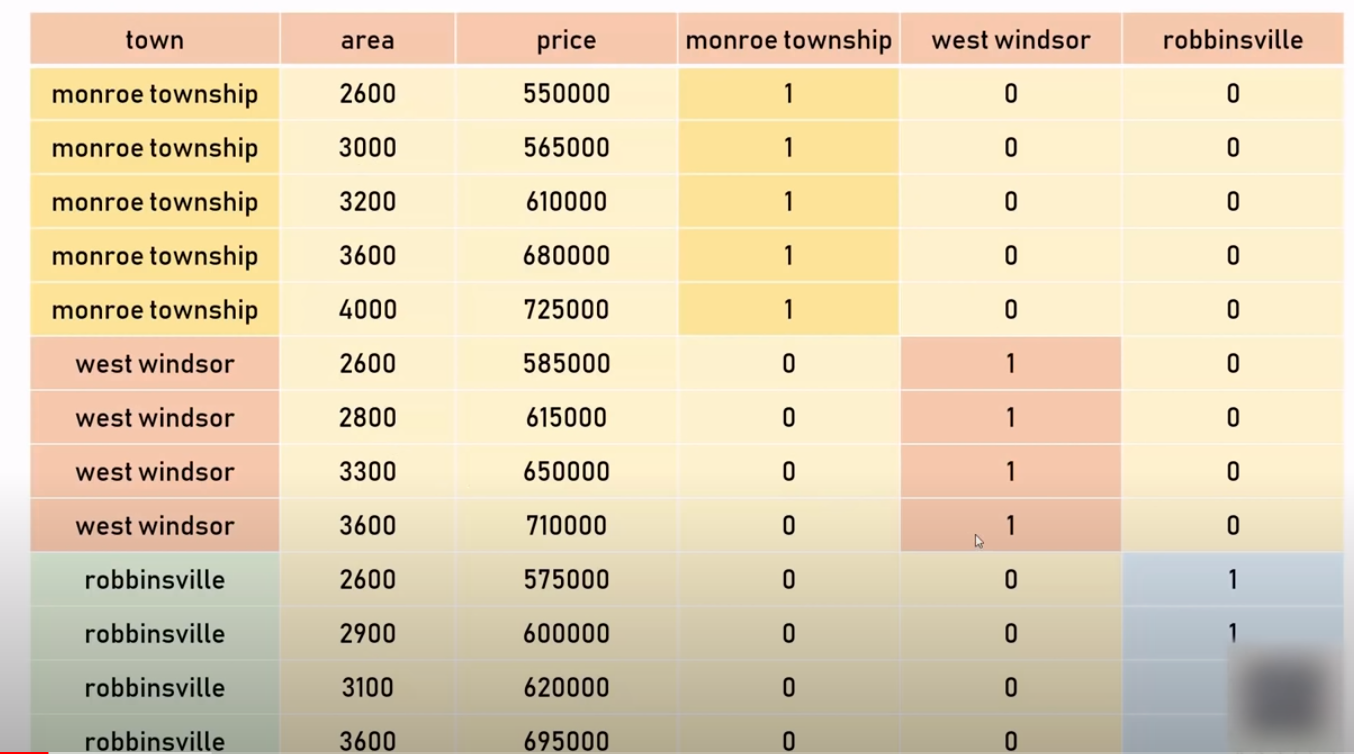 town area price monroe township west windsor robbinsville
monroe township 2600 550000 1 0 0
monroe township 3000 565000 1 0 0
monroe township 3200 610000 1 0 0
monroe township 3600 680000 1 0 0
monroe township 4000 725000 1 0 0
west windsor 2600 585000 0 1 0
west windsor 2800 615000 0 1 0
west windsor 3300 650000 0 1 0
west windsor 3600 710000 0 1 0
robbinsville 2600 575000 0 0 1
robbinsville 2900 600000 0 0 1
robbinsville 3100 620000 0 0
robbinsville 3600 695000 0 0